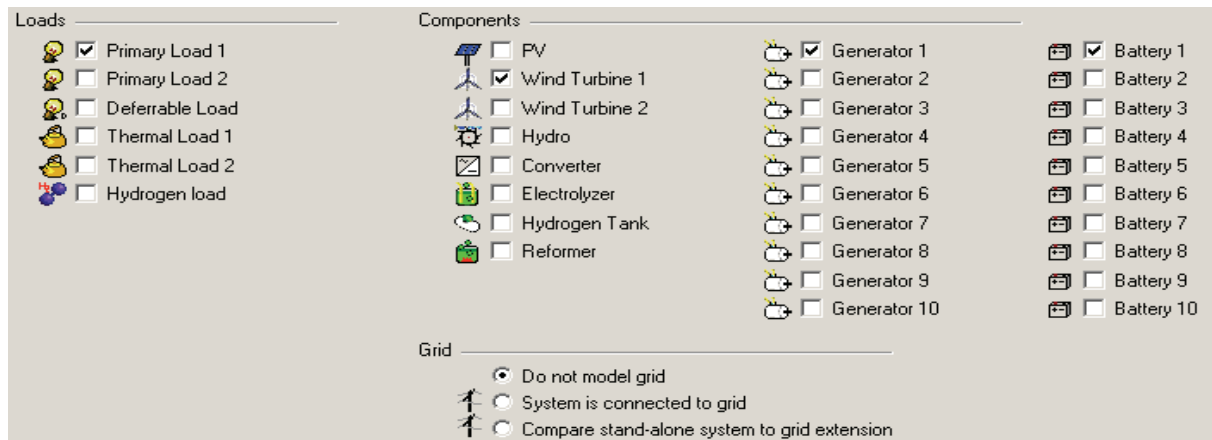 Loads
Primary Load 1
Primary Load 2
Deferrable Load
Thermal Load 1
Thermal Load 2
Hydrogen load
Components
PV
Wind Turbine 1
Wind Turbine 2
Hydro
Converter
Electrolyzer
Hydrogen Tank
Reformer
Generator 1
Generator 2
Generator 3
Generator 4
Generator 5
Generator 6
Generator 7
Generator 8
Generator 9
Generator 10
Battery 1
Battery 2
Battery 3
Battery 4
Battery 5
Battery 6
Battery 7
Battery 8
Battery 9
Battery 10
Grid
Do not model grid
System is connected to grid
Compare stand-alone system to grid extension